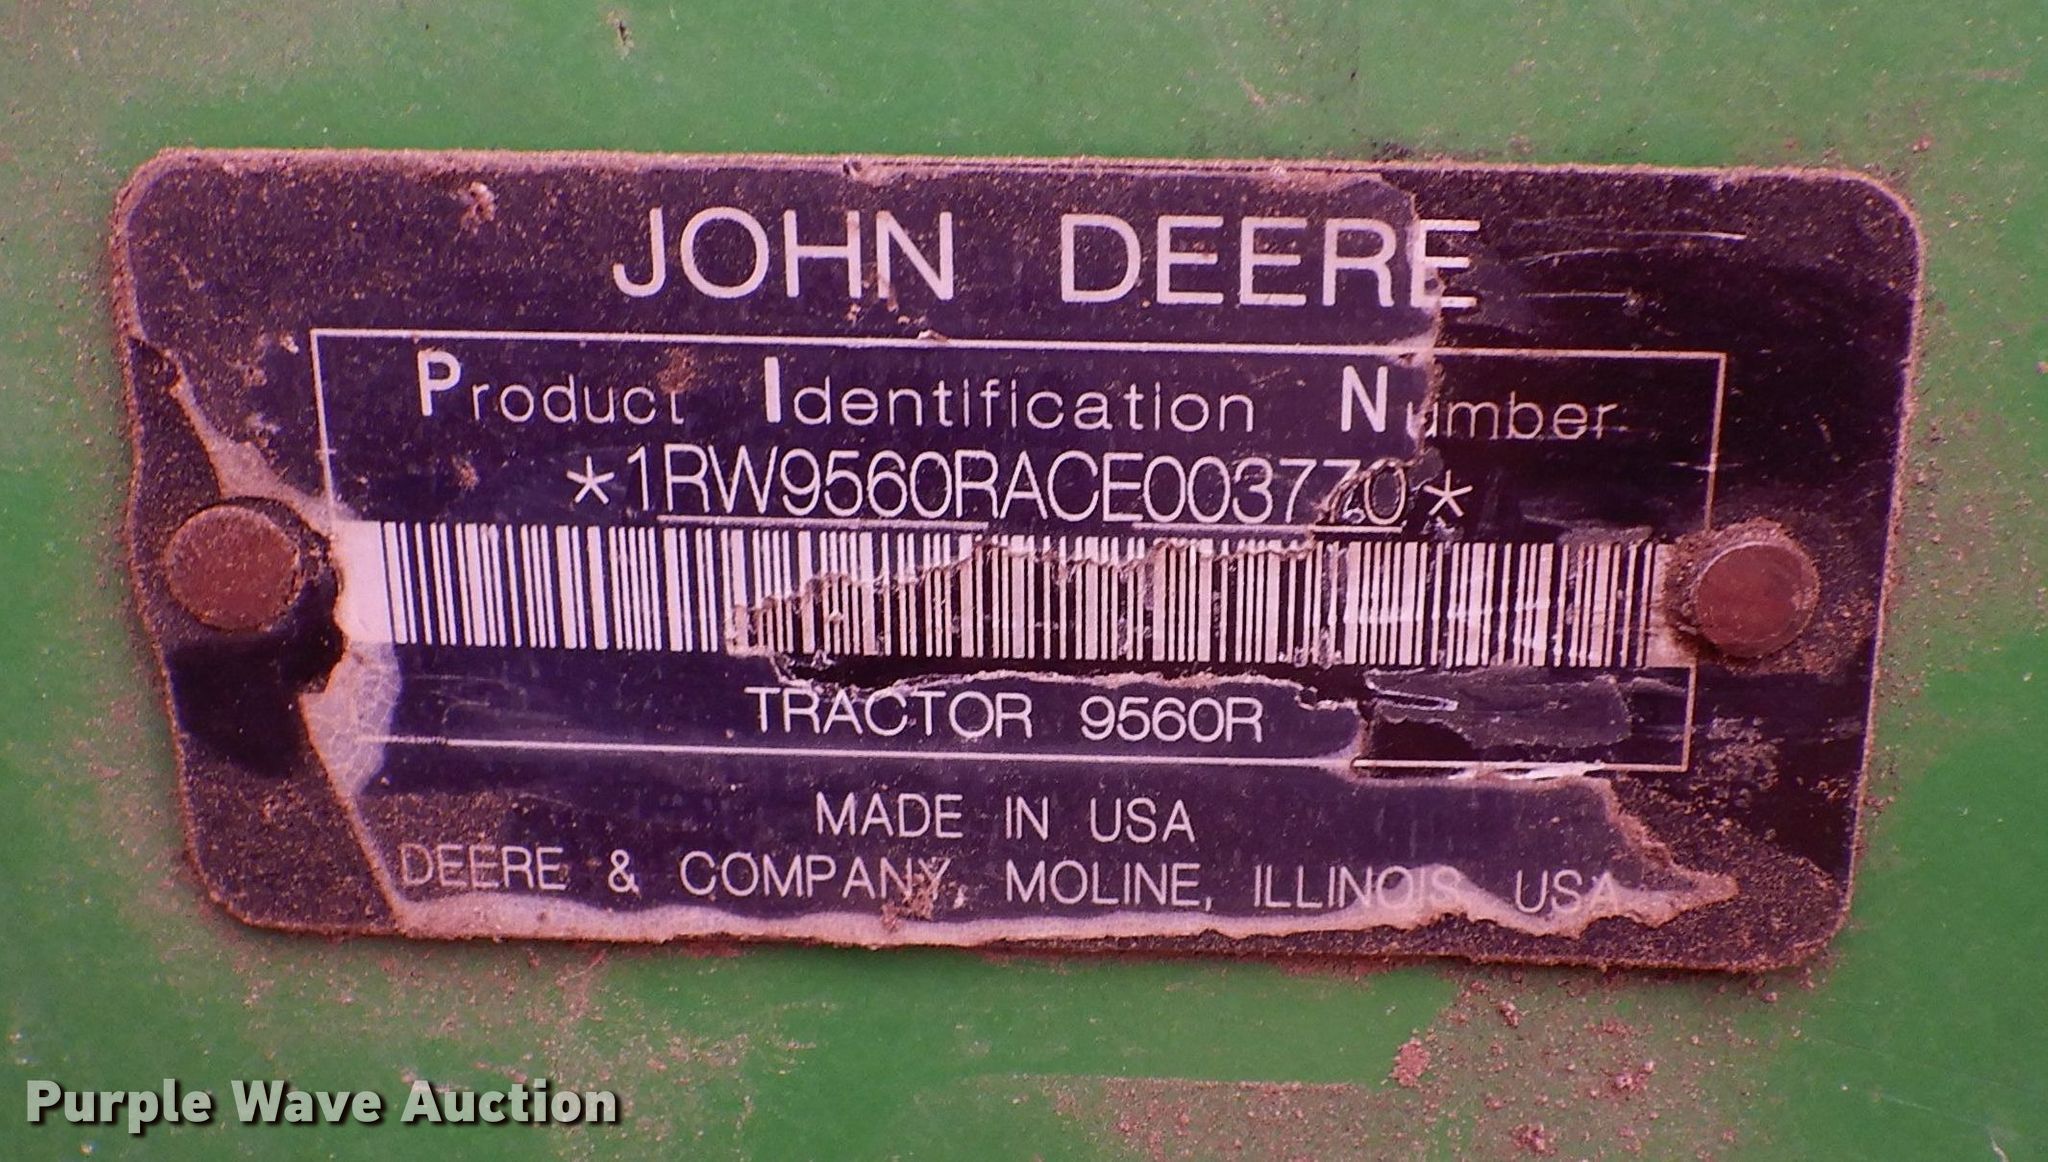 JOHN DEERE
Product Identification Number
*1RW9560RACE003770*
TRACTOR 9560R
MADE IN USA
DEERE & COMPANY, MOLINE, ILLINOIS, USA
Purple Wave Auction